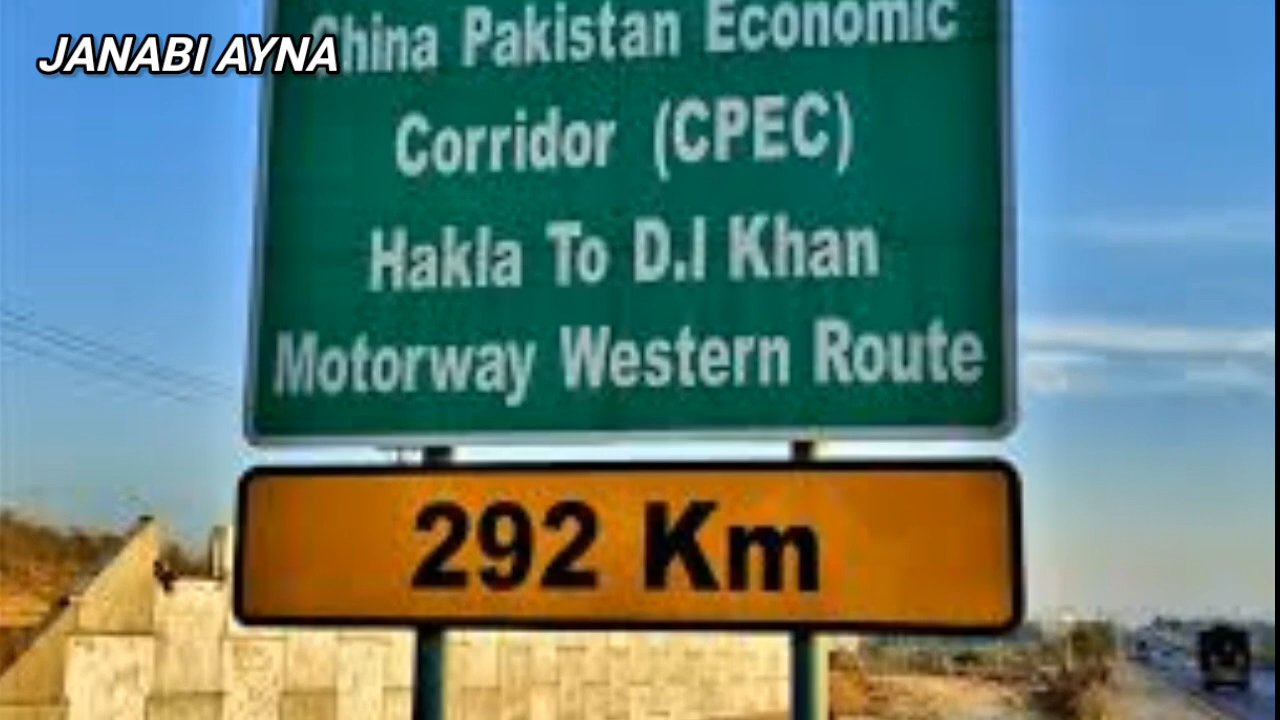 JANABI AYNA
China Pakistan Economic
Corridor (CPEC)
Hakla To D.I Khan
Motorway Western Route
292 Km